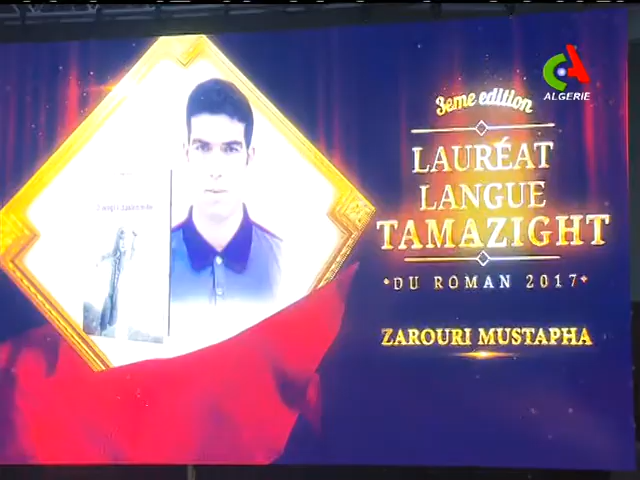 ALGERIE
3eme edition
LAURÉAT
LANGUE
TAMAZIGHT
DU ROMAN 2017
ZAROURI MUSTAPHA